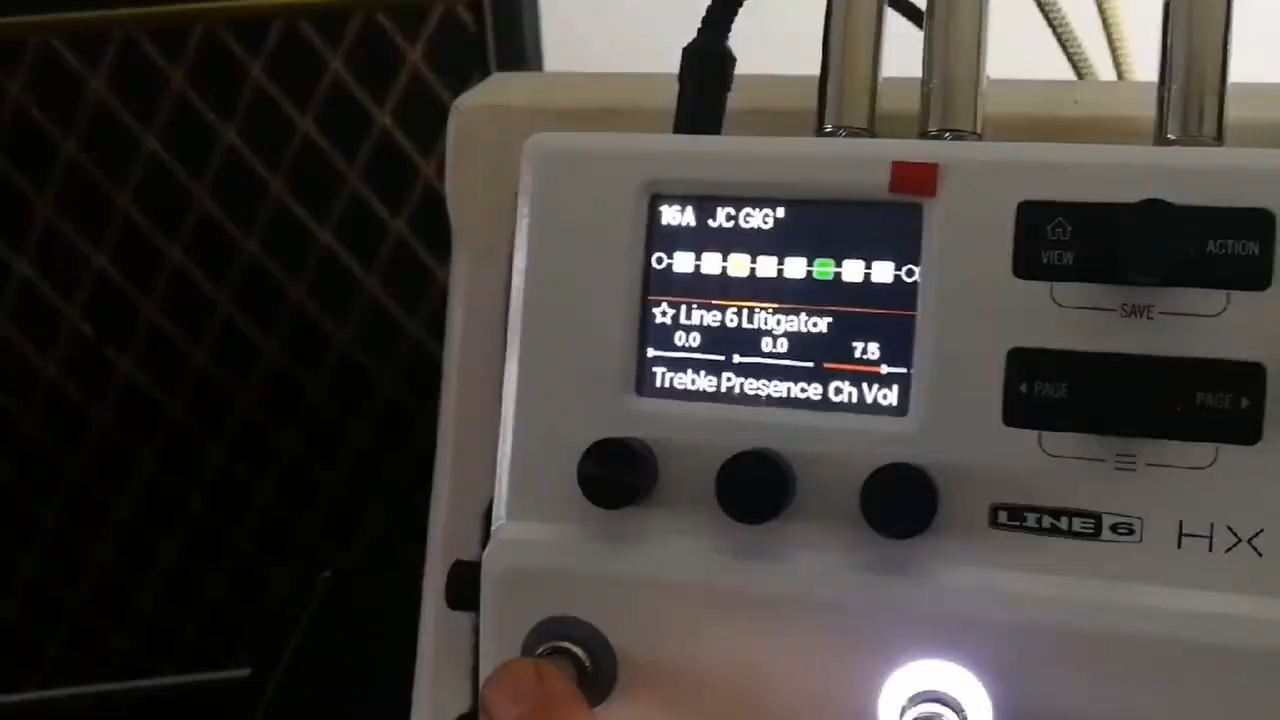 16A JC GIG"
☆ Line 6 Litigator
0.0 0.0 7.5
Treble Presence Ch Vol
VIEW
ACTION
SAVE
PAGE
PAGE
LINE 6
HX